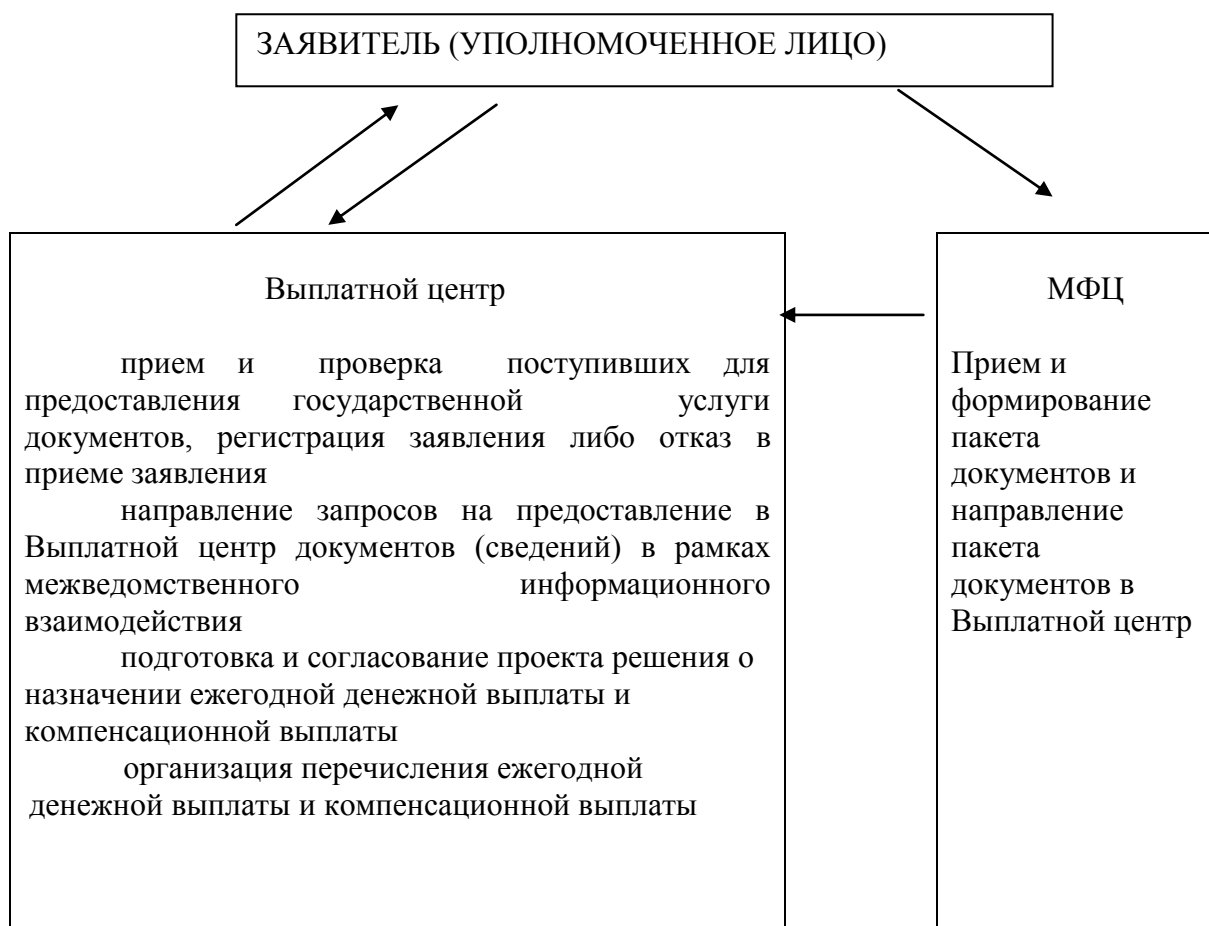 ЗАЯВИТЕЛЬ (УПОЛНОМОЧЕННОЕ ЛИЦО)
Выплатной центр
прием и проверка поступивших для
предоставления государственной услуги
документов, регистрация заявления либо отказ в
приеме заявления
направление запросов на предоставление в
Выплатной центр документов (сведений) в рамках
межведомственного информационного
взаимодействия
подготовка и согласование проекта решения о
назначении ежегодной денежной выплаты и
компенсационной выплаты
организация перечисления ежегодной
денежной выплаты и компенсационной выплаты
МФЦ
Прием и
формирование
пакета
документов и
направление
пакета
документов в
Выплатной центр